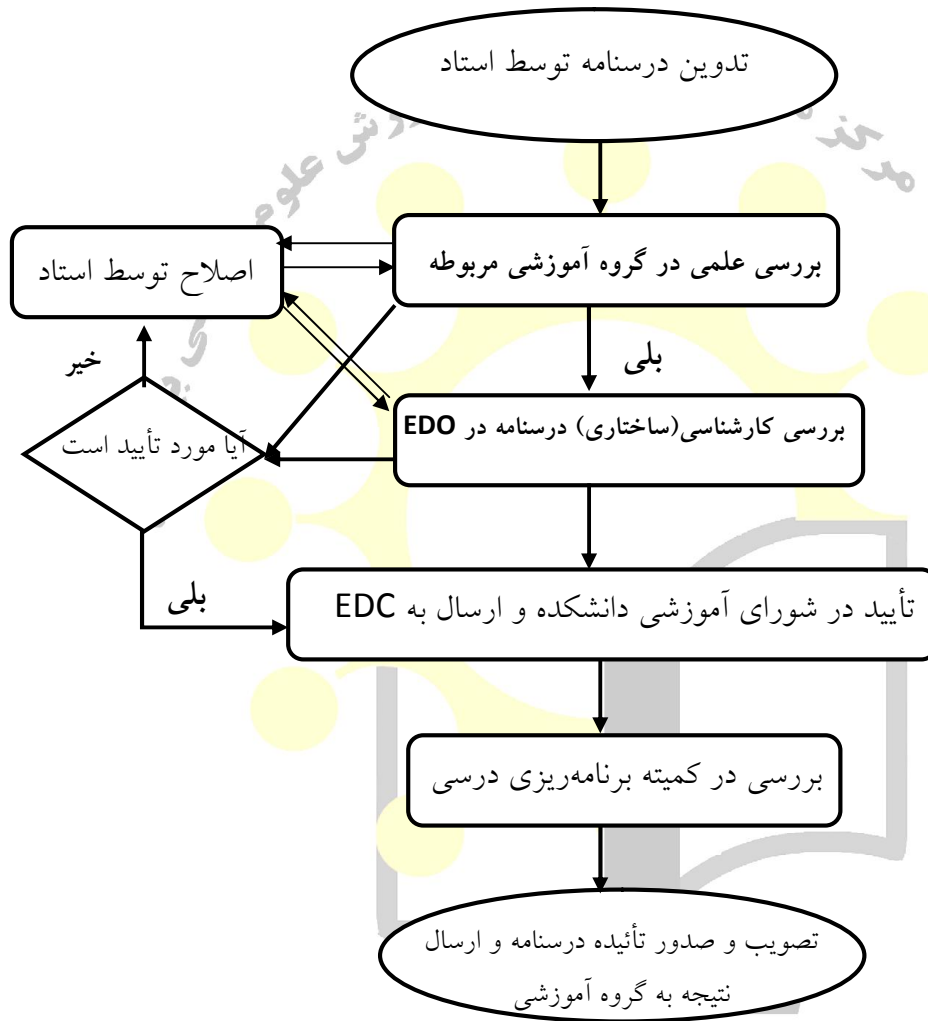 تدوین درسنامه توسط استاد
مرکز
علوم
بررسی علمی در گروه آموزشی مربوطه
اصلاح توسط استاد
بلی
خیر
بررسی کارشناسی(ساختاری) درسنامه در EDO
آیا مورد تأیید است
بلی
تأیید در شورای آموزشی دانشکده و ارسال به EDC
بررسی در کمیته برنامه‌ریزی درسی
تصویب و صدور تأئیده درسنامه و ارسال
نتیجه به گروه آموزشی